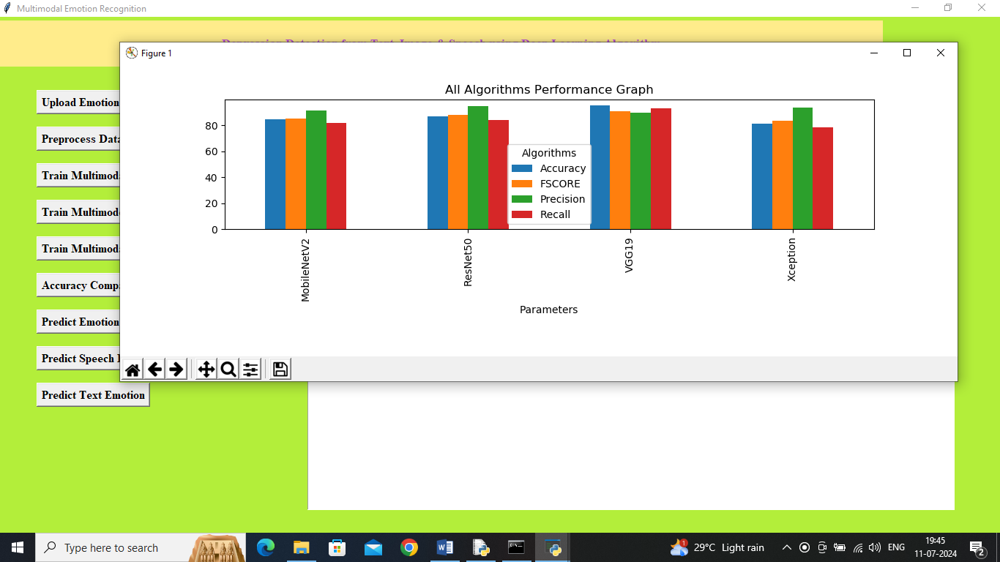 Multimodal Emotion Recognition
Depression Detection from Text, Image & Speech using Deep Learning Algorithm
Figure 1
Upload Emotion
Preprocess Data
Train Multimod
Train Multimod
Train Multimod
Accuracy Comp
Predict Emotion
Predict Speech
Predict Text Emotion
All Algorithms Performance Graph
80
60
40
20
0
Algorithms
Accuracy
FSCORE
Precision
Recall
MobileNetV2
ResNet50
VGG19
Xception
Parameters
Type here to search
1
29°C Light rain
ENG
19:45
11-07-2024
2